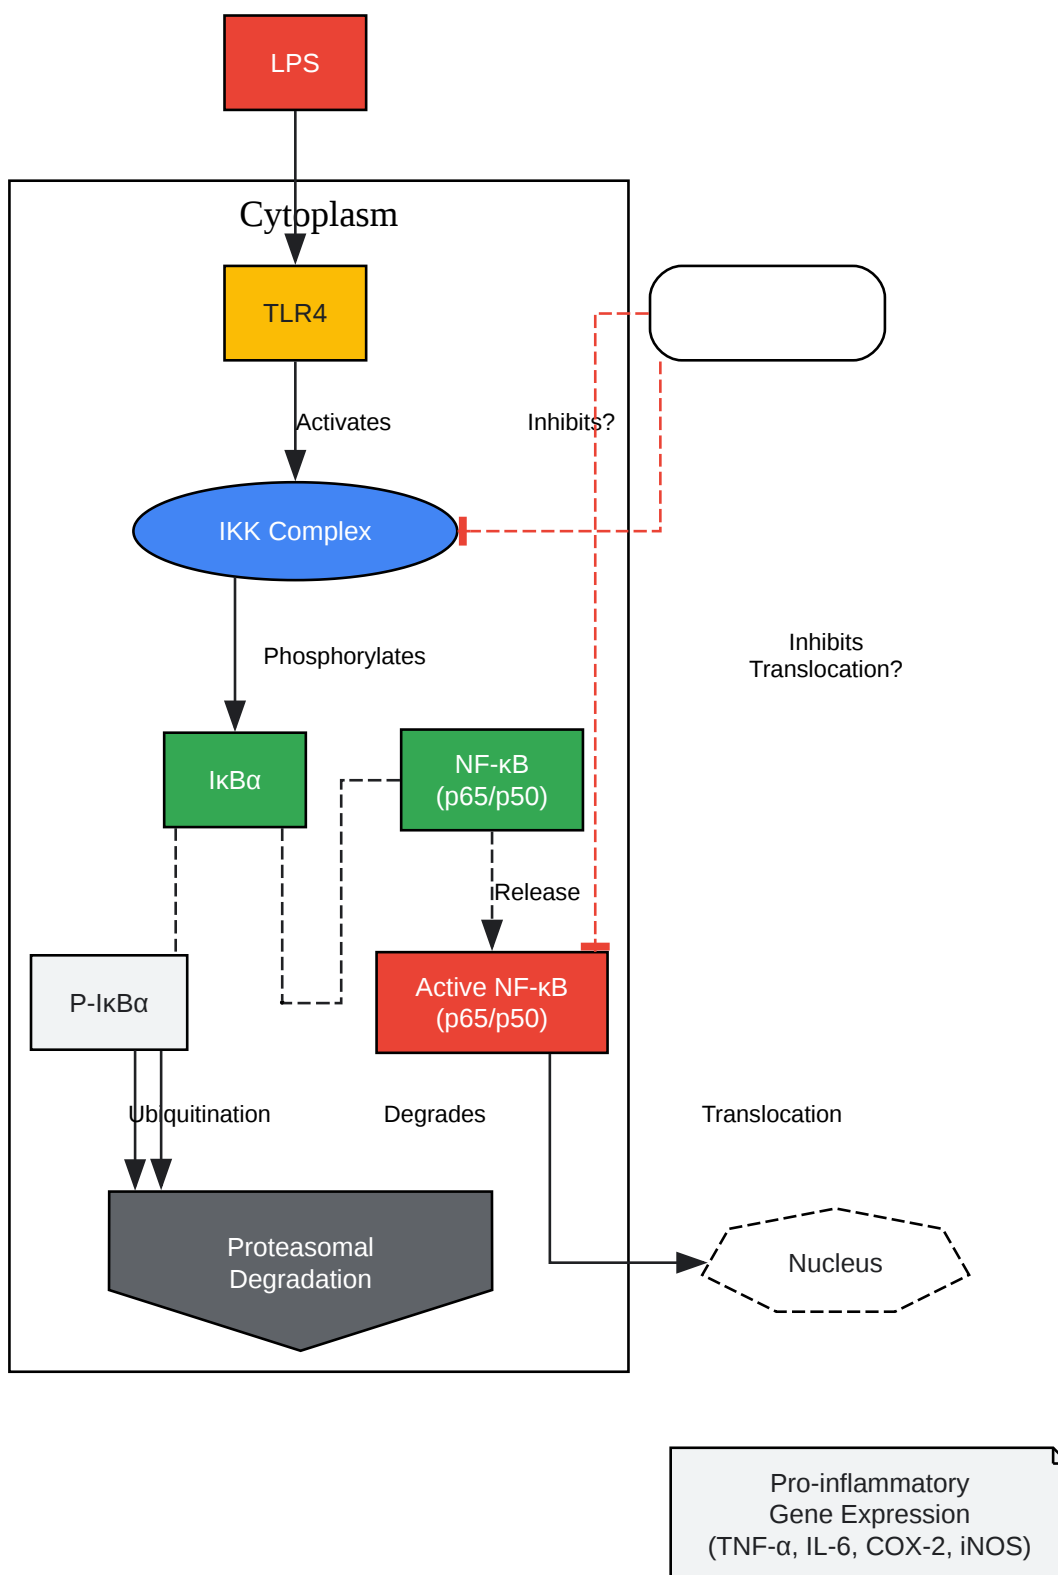 LPS
Cytoplasm
TLR4
Activates
Inhibits?
IKK Complex
Phosphorylates
Inhibits
Translocation?
IκBα
NF-κB
(p65/p50)
Release
P-IκBα
Active NF-κB
(p65/p50)
Ubiquitination
Degrades
Translocation
Proteasomal
Degradation
Nucleus
Pro-inflammatory
Gene Expression
(TNF-α, IL-6, COX-2, iNOS)